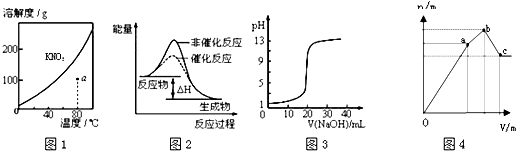 溶解度/g
200
100
KNO₃
a
0
40
80
温度/℃
图1
能量
非催化反应
催化反应
反应物
ΔH
生成物
反应过程
图2
pH
13
9
5
1
0
10
20
30
40
V(NaOH)/mL
图3
n/m
a
b
c
0
V/m
图4